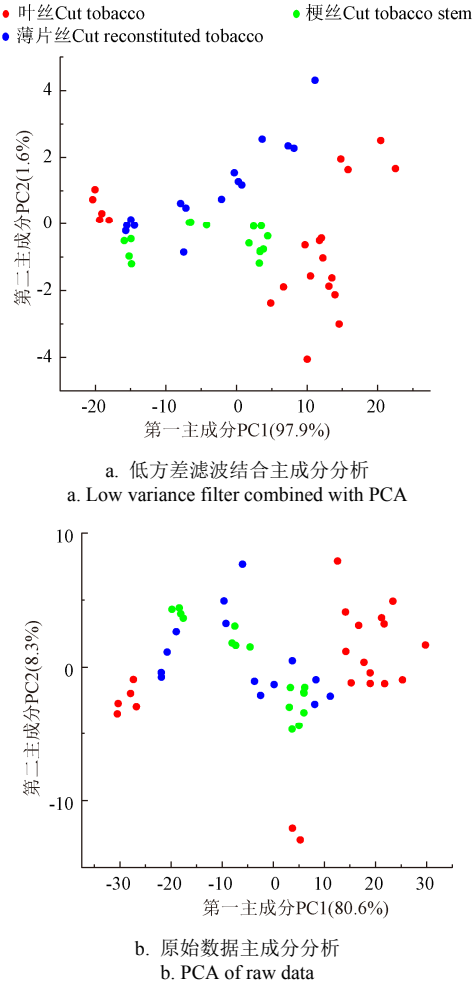 叶丝Cut tobacco
梗丝Cut tobacco stem
薄片丝Cut reconstituted tobacco
4
2
0
-2
-4
第二主成分PC2(1.6%)
-20
-10
0
10
20
第一主成分PC1(97.9%)
a. 低方差滤波结合主成分分析
a. Low variance filter combined with PCA
10
0
-10
第二主成分PC2(8.3%)
-30
-20
-10
0
11
20
30
第一主成分PC1(80.6%)
b. 原始数据主成分分析
b. PCA of raw data